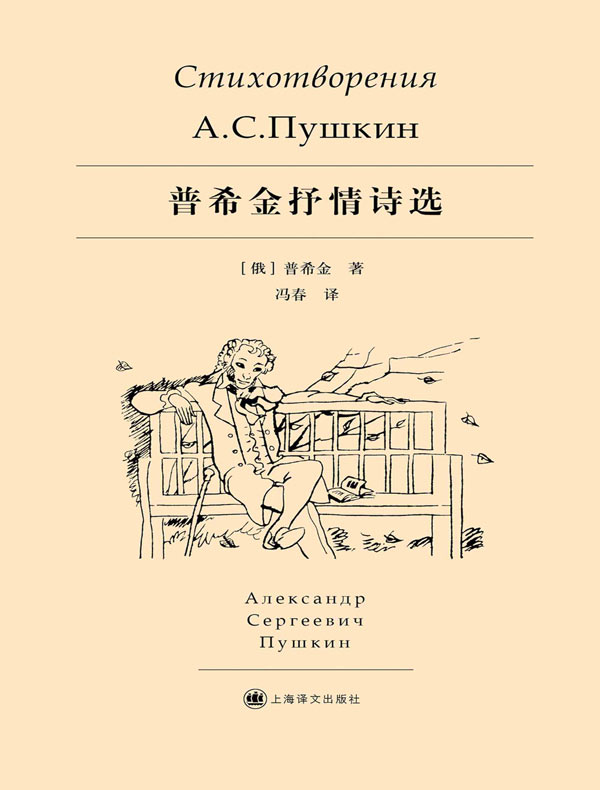 Стихотворения
А.С.Пушкин
普希金抒情诗选
［俄］普希金 著
冯春 译
Александр
Сергеевич
Пушкин
上海译文出版社